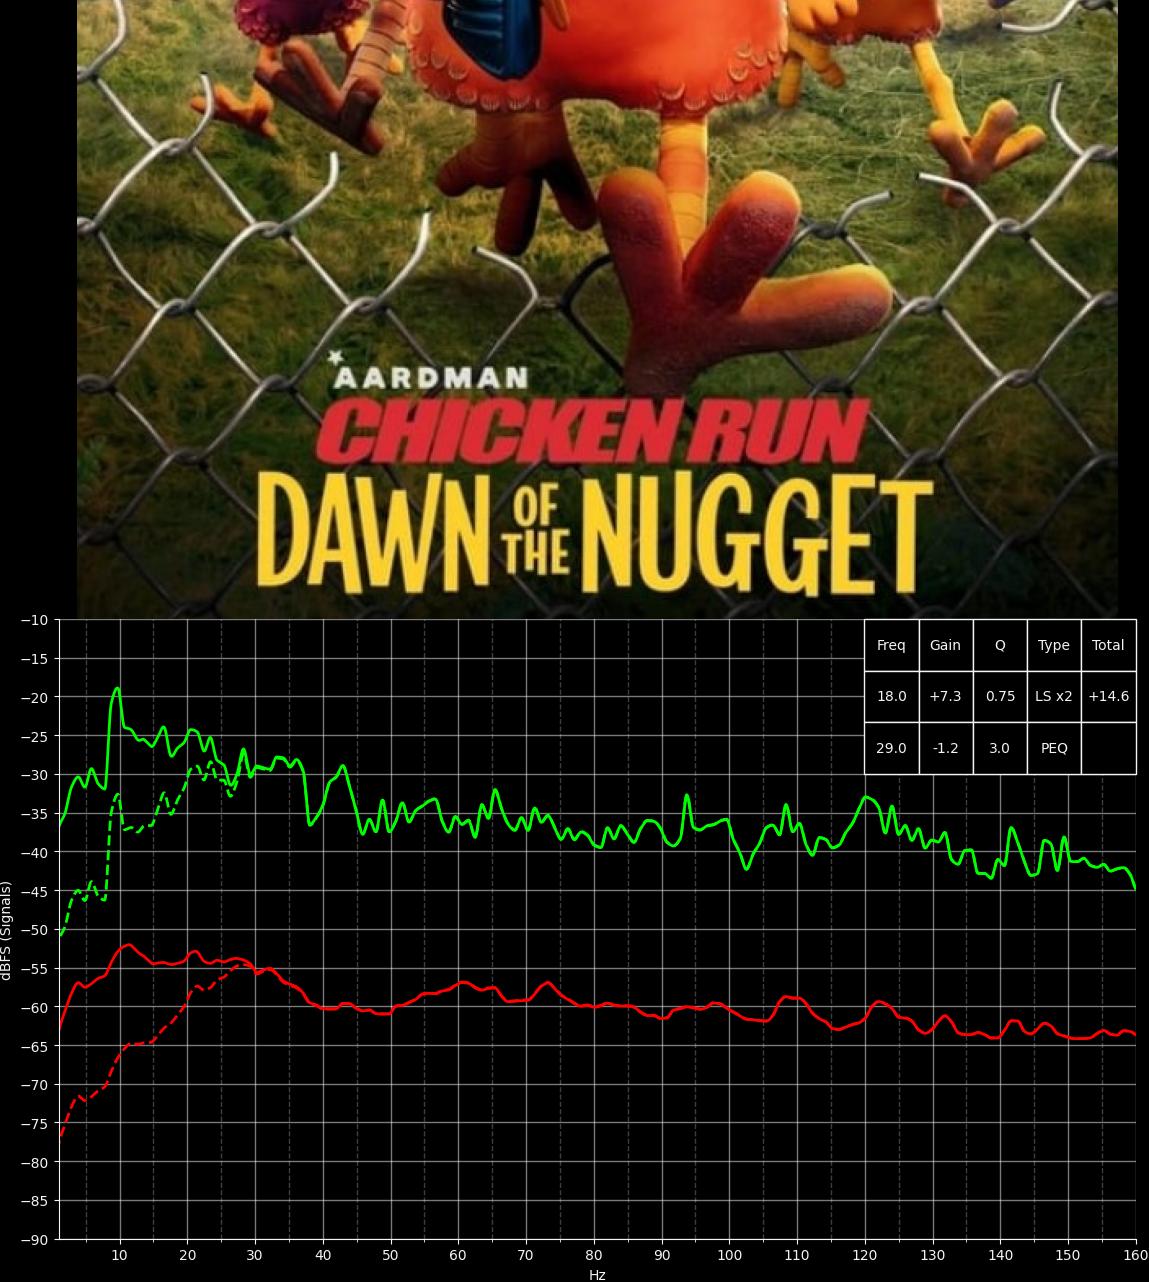 AARDMAN
CHICKEN RUN
DAWN OF THE NUGGET
Freq Gain Q Type Total
18.0 +7.3 0.75 LS x2 +14.6
29.0 -1.2 3.0 PEQ
dBFS (Signals)
−10
−15
−20
−25
−30
−35
−40
−45
−50
−55
−60
−65
−70
−75
−80
−85
−90
10 20 30 40 50 60 70 80 90 100 110 120 130 140 150 160
Hz